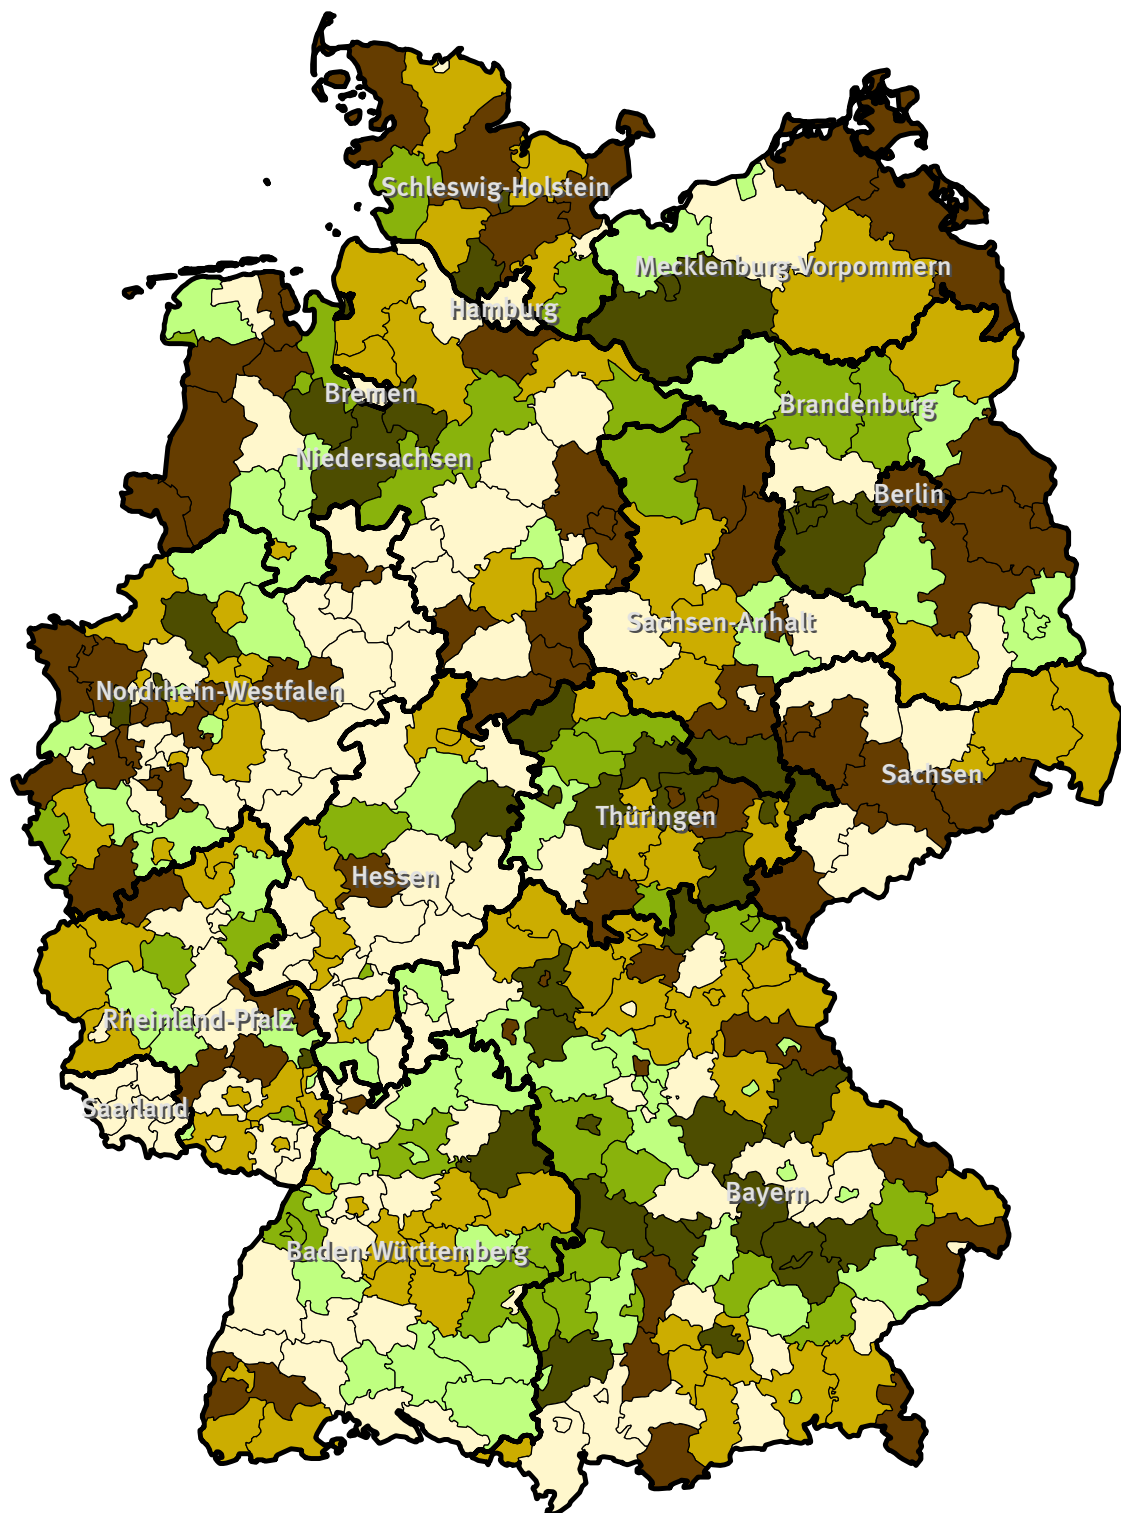 Schleswig-Holstein
Mecklenburg-Vorpommern
Hamburg
Bremen
Brandenburg
Niedersachsen
Berlin
Sachsen-Anhalt
Nordrhein-Westfalen
Sachsen
Thüringen
Hessen
Rheinland-Pfalz
Saarland
Bayern
Baden-Württemberg